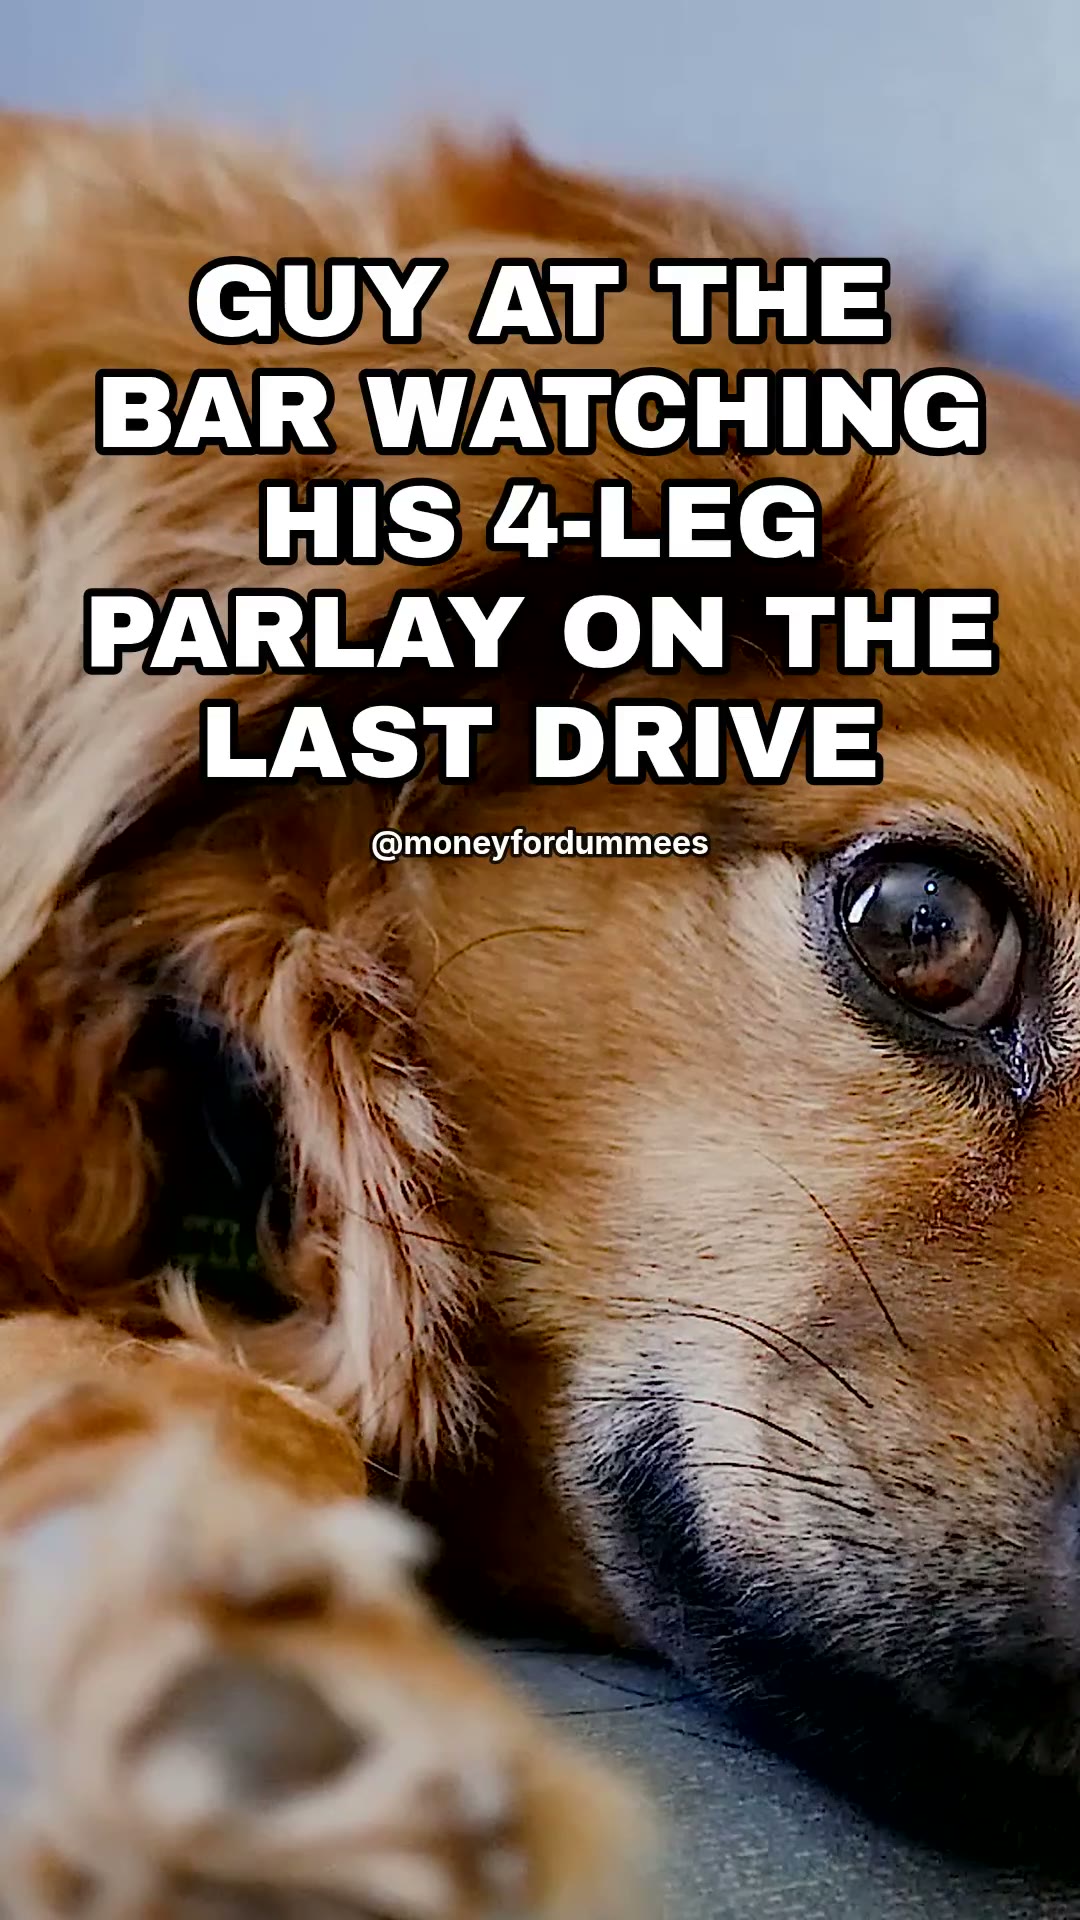 GUY AT THE
BAR WATCHING
HIS 4-LEG
PARLAY ON THE
LAST DRIVE
@moneyfordummees